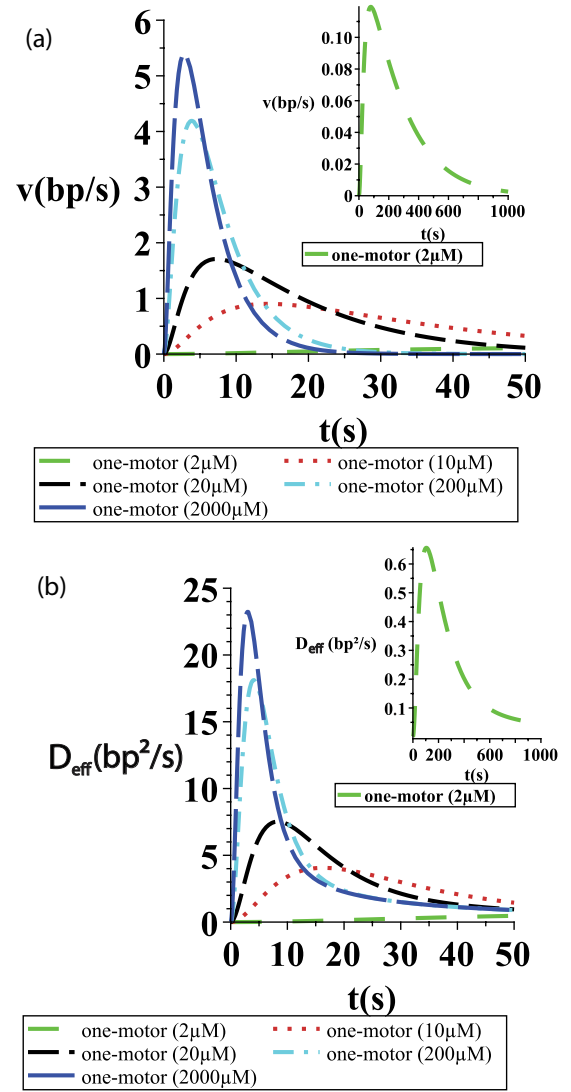 (a)
6
5
4
3
2
1
0
v(bp/s)
0 10 20 30 40 50
t(s)
0.10
0.08
0.06
0.04
0.02
0
v(bp/s)
0 200 400 600 1000
t(s)
one-motor (2μM)
one-motor (2μM) one-motor (10μM)
one-motor (20μM) one-motor (200μM)
one-motor (2000μM)
(b)
25
20
15
10
5
0
Deff(bp²/s)
0 10 20 30 40 50
t(s)
0.6
0.5
0.4
0.3
0.2
0.1
Deff (bp²/s)
0 200 600 1000
t(s)
one-motor (2μM)
one-motor (2μM) one-motor (10μM)
one-motor (20μM) one-motor (200μM)
one-motor (2000μM)